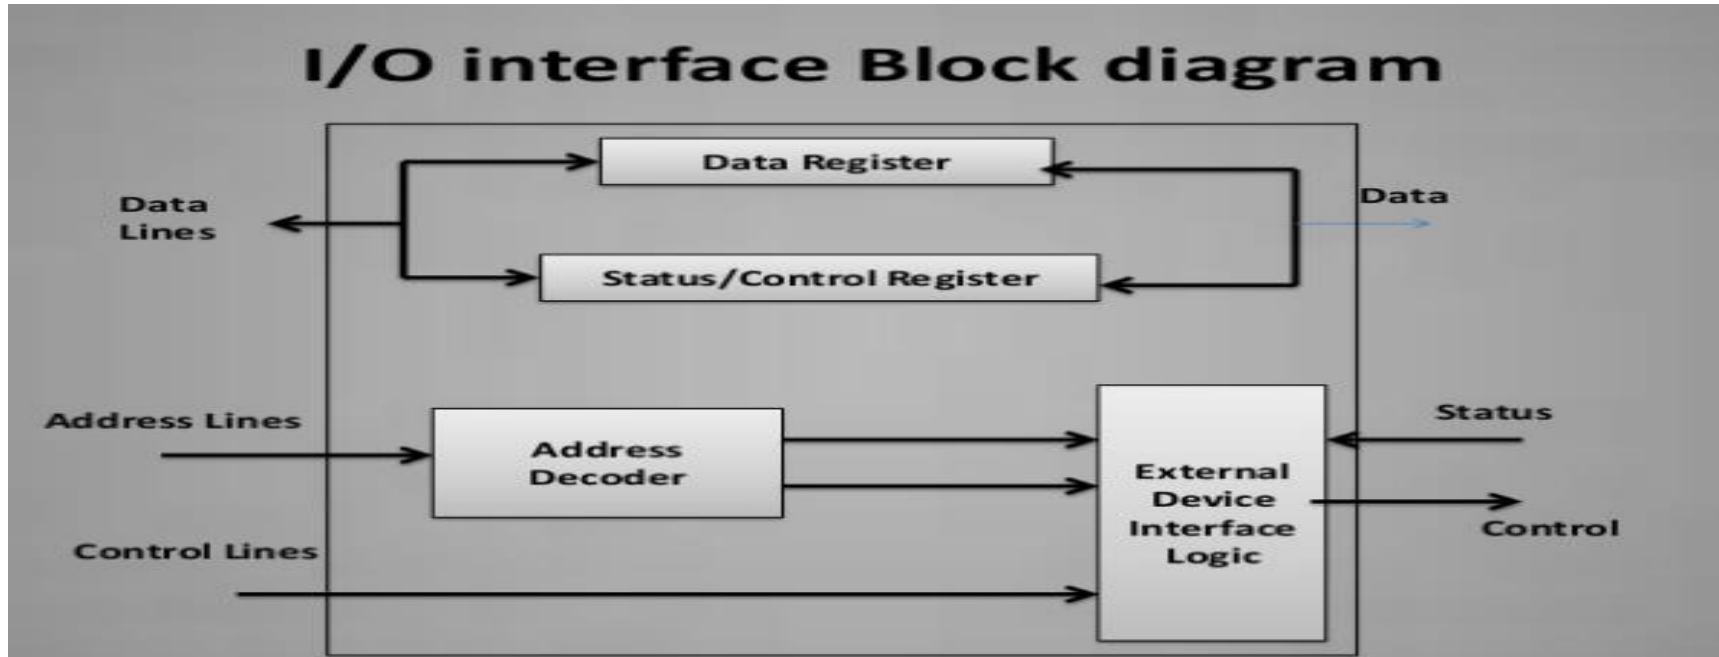 I/O interface Block diagram
Data Register
Data
Lines
Data
Status/Control Register
Address Lines
Status
Address
Decoder
External
Device
Interface
Logic
Control
Control Lines